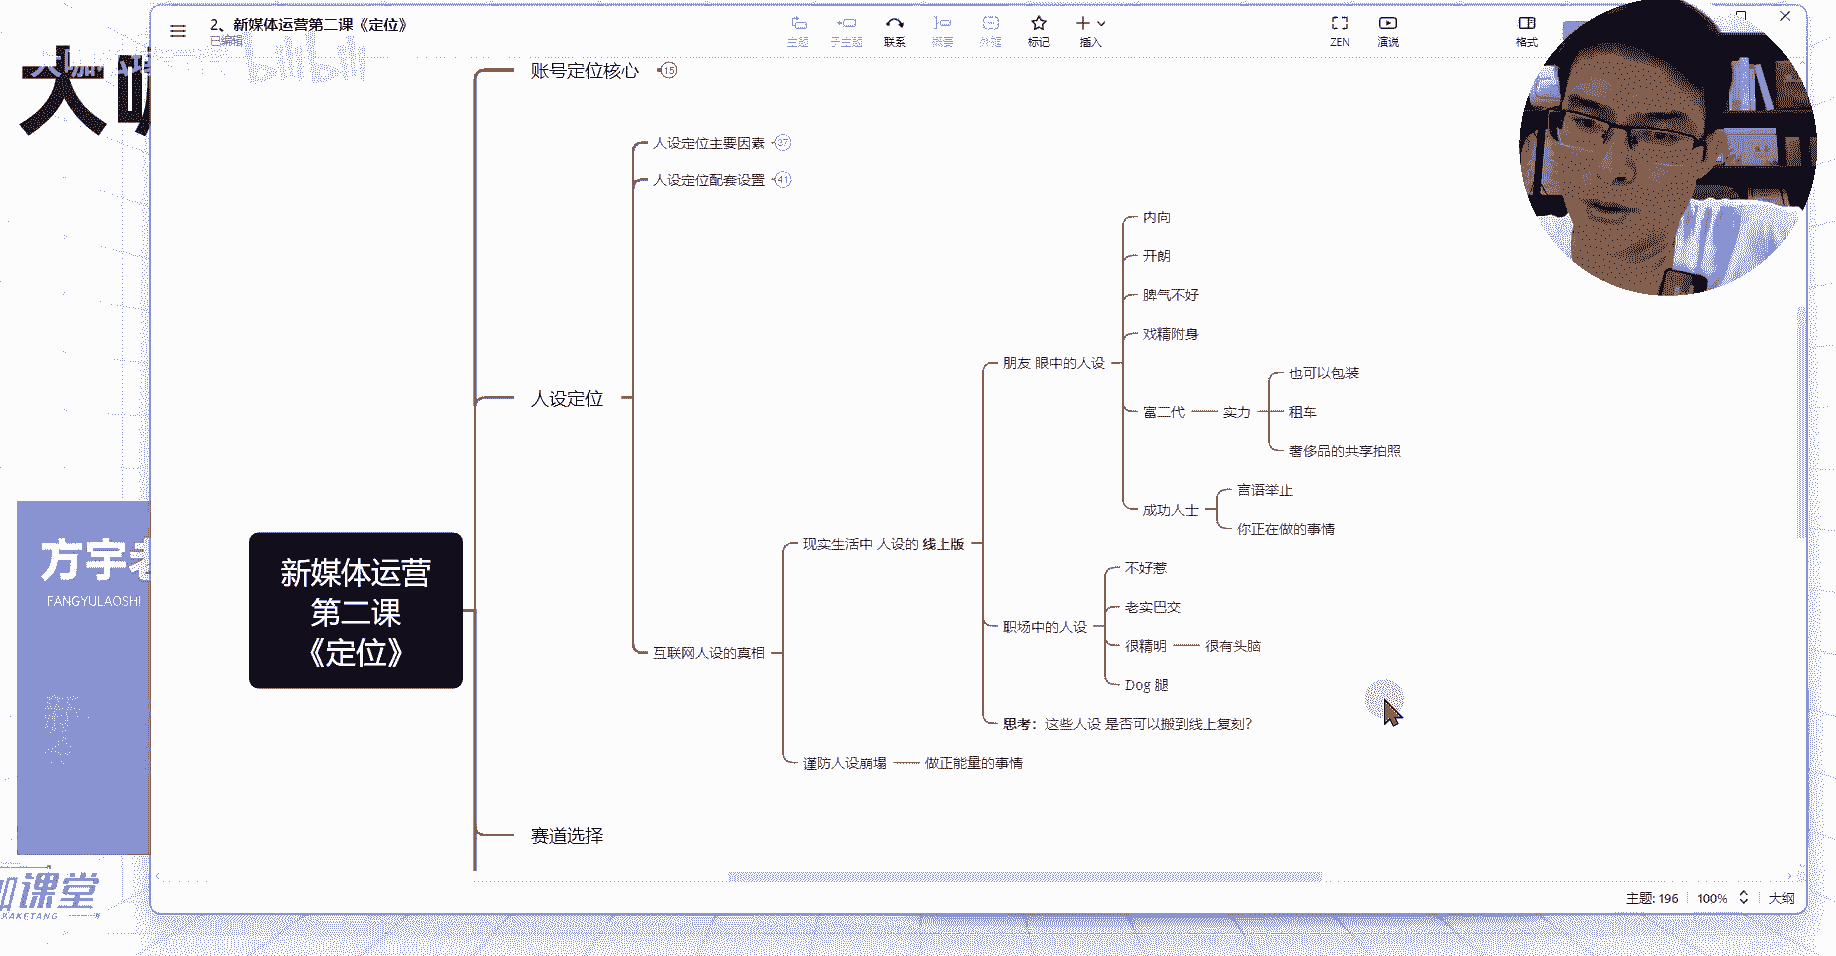 2、新媒体运营第二课《定位》
已编辑
主题
子主题
联系
概要
外框
标记
插入
ZEN
演说
格式
bilibili
大咖
账号定位核心 15
人设定位主要因素 37
人设定位配套设置 41
内向
开朗
脾气不好
戏精附身
朋友 眼中的人设
也可以包装
富二代 实力 租车
奢侈品的共享拍照
人设定位
成功人士
言语举止
你正在做的事情
现实生活中 人设的 线上版
不好惹
老实巴交
职场中的人设
很精明 很有头脑
Dog 腿
互联网人设的真相
思考：这些人设 是否可以搬到线上复刻？
谨防人设崩塌 做正能量的事情
新媒体运营
第二课
《定位》
赛道选择
方宇老
FANGYULAOSHI
咖课堂
KAKETANG
主题: 196
100%
大纲